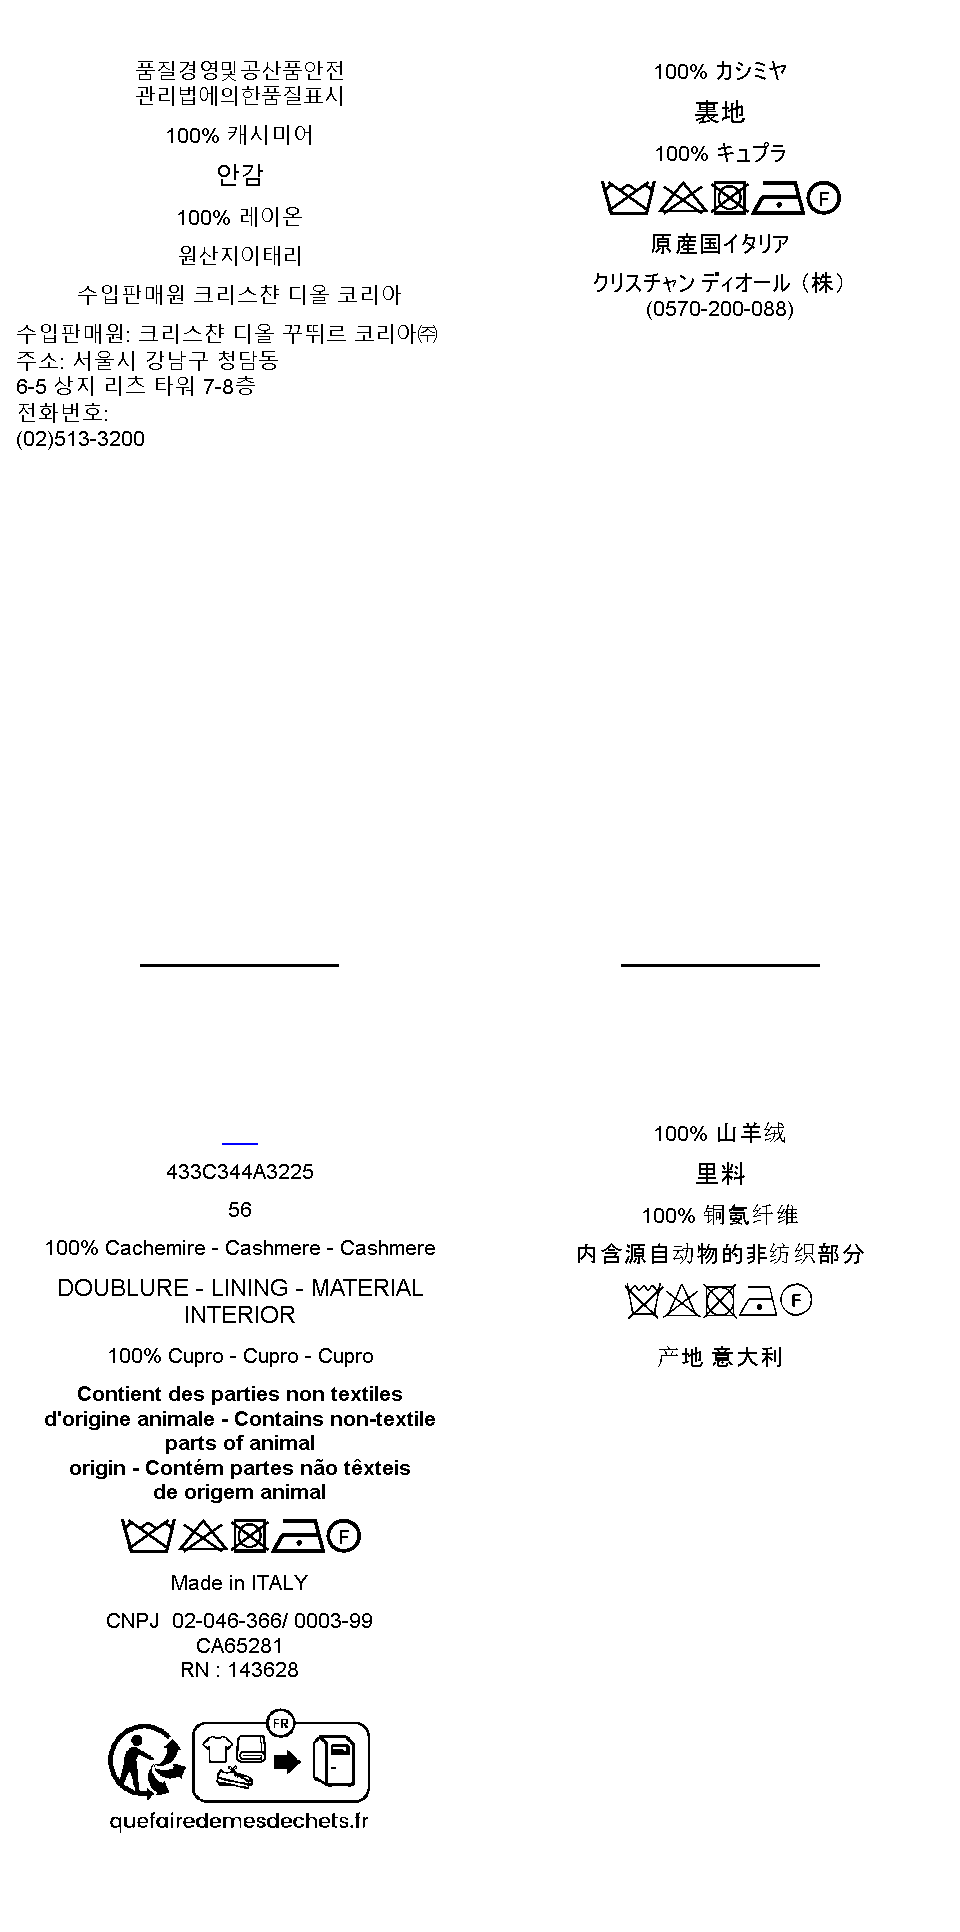 품질경영및공산품안전
관리법에의한품질표시
100% 캐시미어
안감
100% 레이온
원산지이태리
수입판매원 크리스챤 디올 코리아
수입판매원: 크리스챤 디올 꾸뛰르 코리아㈜
주소: 서울시 강남구 청담동
6-5 상지 리츠 타워 7-8층
전화번호:
(02)513-3200
100% カシミヤ
裏地
100% キュプラ
F
原産国イタリア
クリスチャン ディオール（株）
(0570-200-088)
433C344A3225
56
100% Cachemire - Cashmere - Cashmere
DOUBLURE - LINING - MATERIAL
INTERIOR
100% Cupro - Cupro - Cupro
Contient des parties non textiles
d'origine animale - Contains non-textile
parts of animal
origin - Contém partes não têxteis
de origem animal
F
Made in ITALY
CNPJ 02-046-366/ 0003-99
CA65281
RN : 143628
FR
quefairedemesdechets.fr
100% 山羊绒
里料
100% 铜氨纤维
内含源自动物的非纺织部分
F
产地 意大利